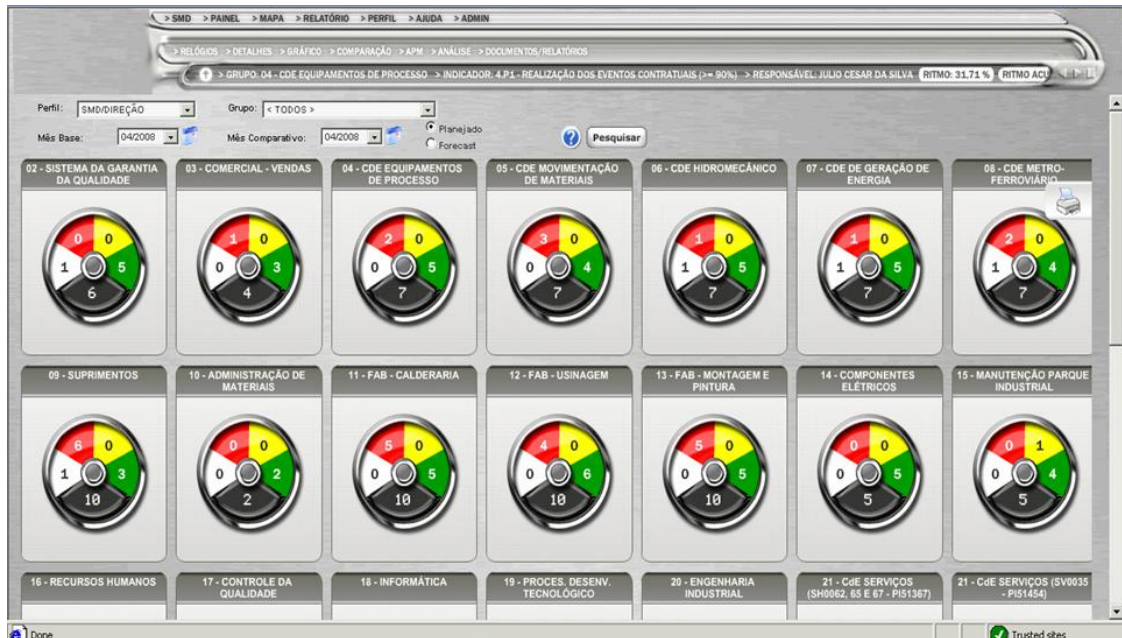 > SMD > PAINEL > MAPA > RELATÓRIO > PERFIL > AJUDA > ADMIN
> RELÓGIOS > DETALHES > GRÁFICO > COMPARAÇÃO > APM > ANÁLISE > DOCUMENTOS/RELATÓRIOS
> GRUPO: 04 - CDE EQUIPAMENTOS DE PROCESSO > INDICADOR: 4.P1 - REALIZAÇÃO DOS EVENTOS CONTRATUAIS (>= 90%) > RESPONSÁVEL: JULIO CESAR DA SILVA RITMO: 31,71 % RITMO ACU
Perfil: SMD/DIREÇÃO Grupo: < TODOS >
Mês Base: 04/2008 Mês Comparativo: 04/2008 Planejado Forecast ? Pesquisar
02 - SISTEMA DA GARANTIA DA QUALIDADE
0 0
1 5
6
03 - COMERCIAL - VENDAS
1 0
0 3
4
04 - CDE EQUIPAMENTOS DE PROCESSO
2 0
0 5
7
05 - CDE MOVIMENTAÇÃO DE MATERIAIS
3 0
0 4
7
06 - CDE HIDROMECÂNICO
1 0
1 5
7
07 - CDE DE GERAÇÃO DE ENERGIA
1 0
1 5
7
08 - CDE METRO-FERROVIÁRIO
2 0
1 4
7
09 - SUPRIMENTOS
6 0
1 3
10
10 - ADMINISTRAÇÃO DE MATERIAIS
0 0
0 2
2
11 - FAB - CALDERARIA
5 0
0 5
10
12 - FAB - USINAGEM
4 0
0 6
10
13 - FAB - MONTAGEM E PINTURA
5 0
0 5
10
14 - COMPONENTES ELÉTRICOS
0 0
0 5
5
15 - MANUTENÇÃO PARQUE INDUSTRIAL
0 1
0 4
5
16 - RECURSOS HUMANOS
17 - CONTROLE DA QUALIDADE
18 - INFORMÁTICA
19 - PROCES. DESENV. TECNOLÓGICO
20 - ENGENHARIA INDUSTRIAL
21 - CdE SERVIÇOS (SH0062, 65 E 67 - PI51367)
21 - CdE SERVIÇOS (SV0035 - PI51454)
Done Trusted sites